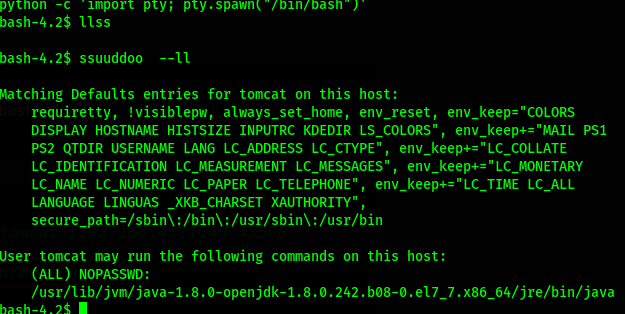 python -c 'import pty; pty.spawn("/bin/bash")'
bash-4.2$ llss
bash-4.2$ ssuuddoo  --ll
Matching Defaults entries for tomcat on this host:
    requiretty, !visiblepw, always_set_home, env_reset, env_keep="COLORS
    DISPLAY HOSTNAME HISTSIZE INPUTRC KDEDIR LS_COLORS", env_keep+="MAIL PS1
    PS2 QTDIR USERNAME LANG LC_ADDRESS LC_CTYPE", env_keep+="LC_COLLATE
    LC_IDENTIFICATION LC_MEASUREMENT LC_MESSAGES", env_keep+="LC_MONETARY
    LC_NAME LC_NUMERIC LC_PAPER LC_TELEPHONE", env_keep+="LC_TIME LC_ALL
    LANGUAGE LINGUAS _XKB_CHARSET XAUTHORITY",
    secure_path=/sbin\:/bin\:/usr/sbin\:/usr/bin
User tomcat may run the following commands on this host:
    (ALL) NOPASSWD:
    /usr/lib/jvm/java-1.8.0-openjdk-1.8.0.242.b08-0.el7_7.x86_64/jre/bin/java
bash-4.2$